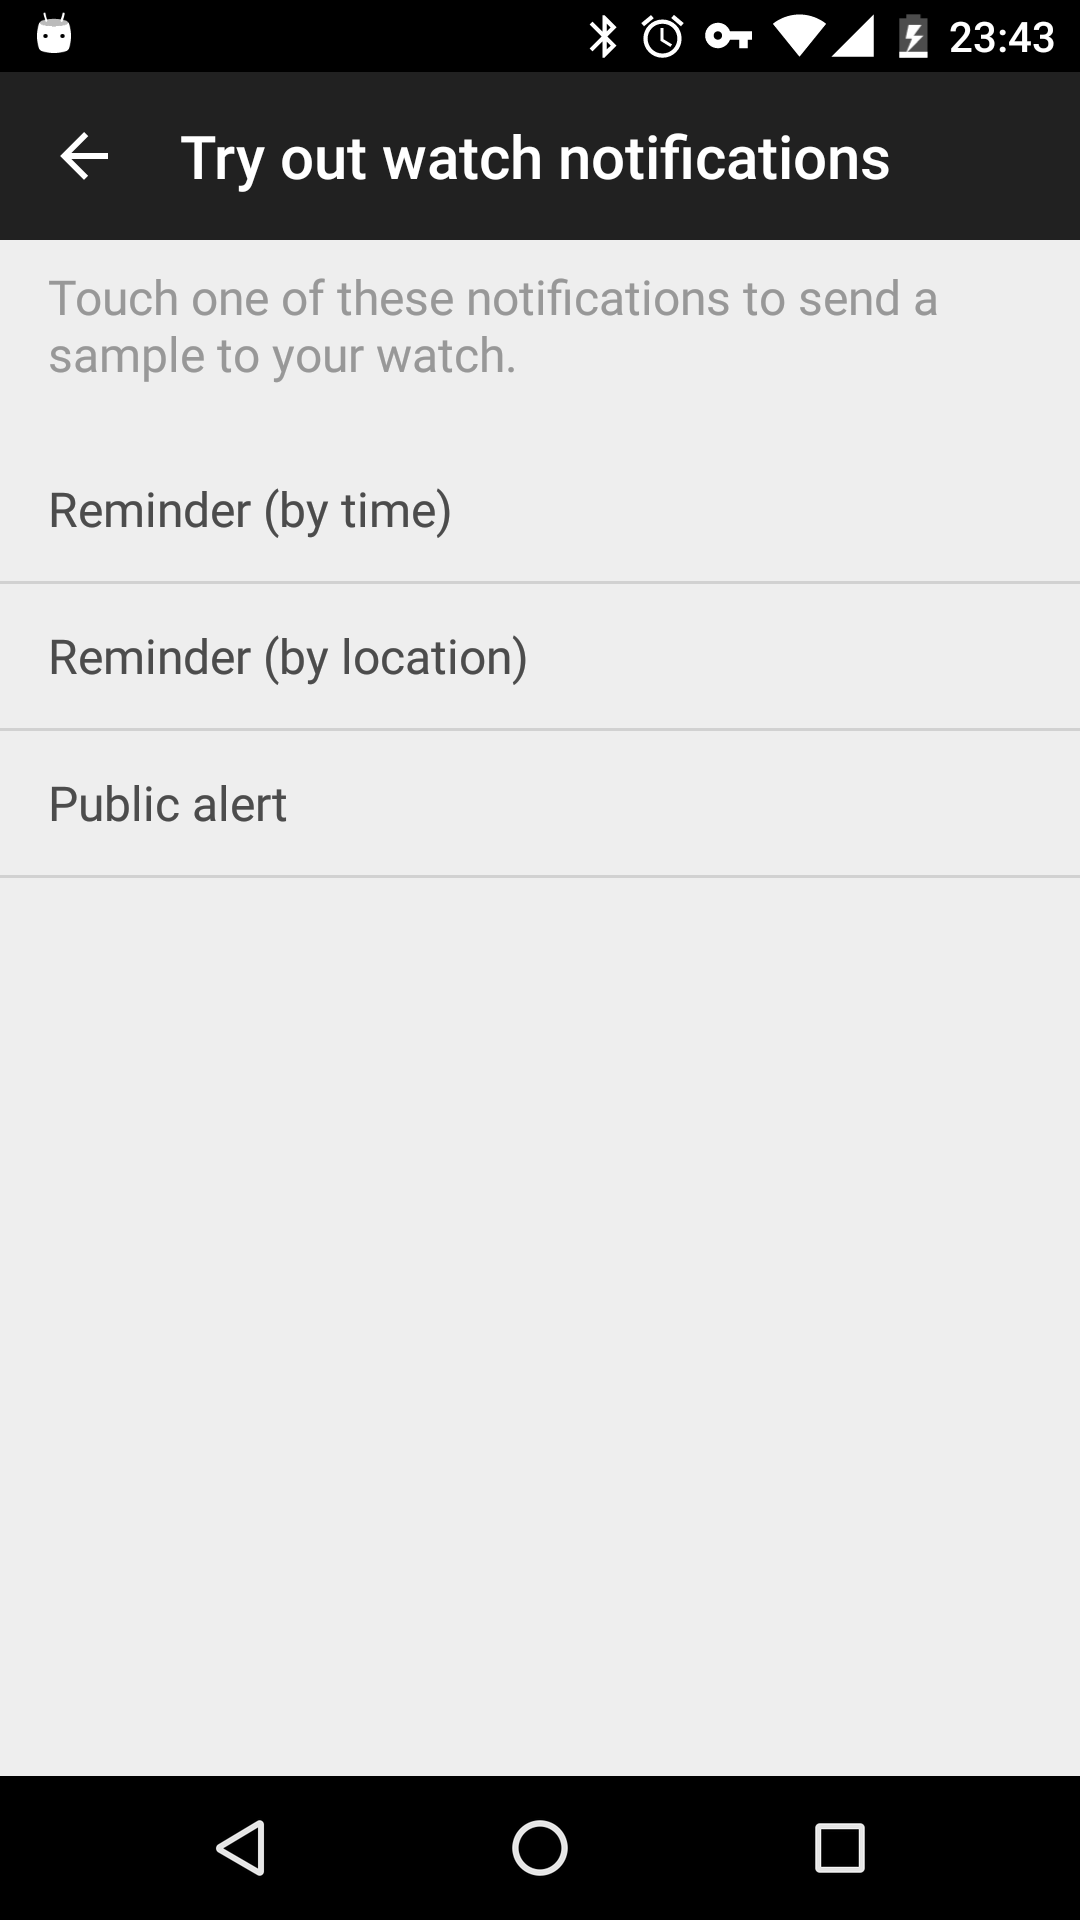 23:43
Try out watch notifications
Touch one of these notifications to send a
sample to your watch.
Reminder (by time)
Reminder (by location)
Public alert